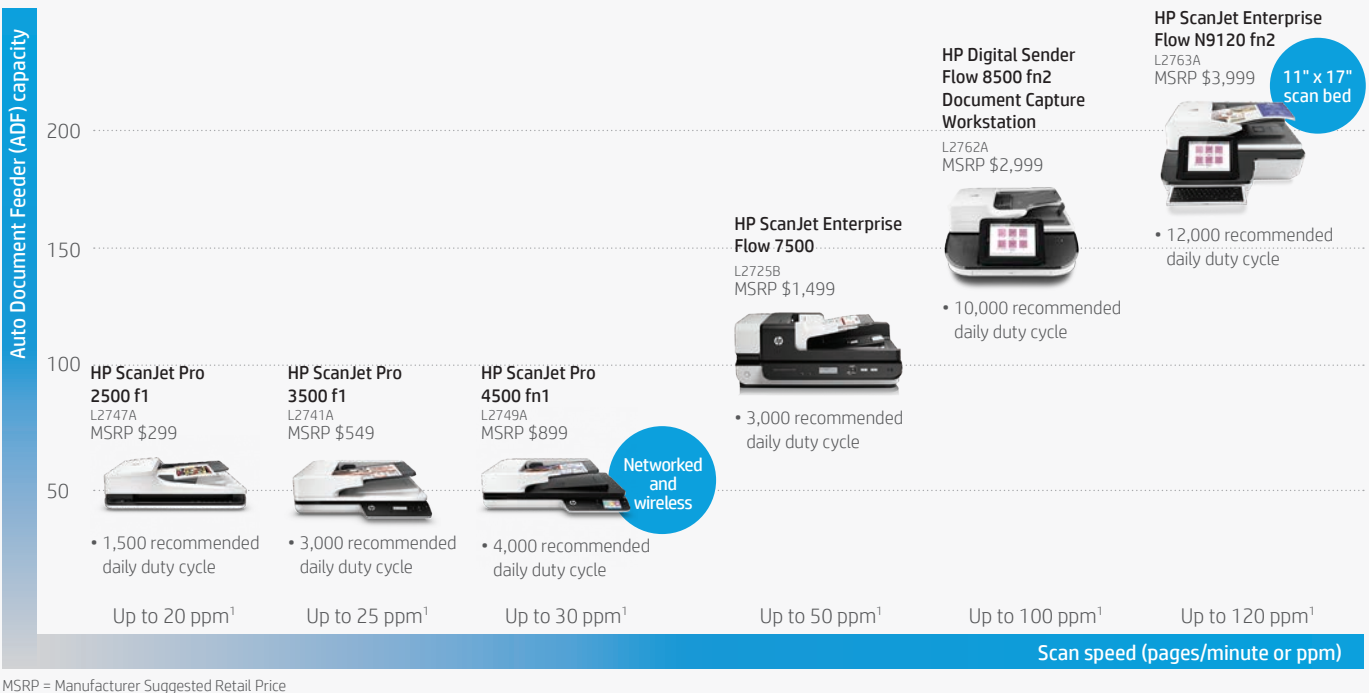 Auto Document Feeder (ADF) capacity
200
150
100
50
HP ScanJet Pro
2500 f1
L2747A
MSRP $299
• 1,500 recommended
daily duty cycle
Up to 20 ppm1
HP ScanJet Pro
3500 f1
L2741A
MSRP $549
• 3,000 recommended
daily duty cycle
Up to 25 ppm1
HP ScanJet Pro
4500 fn1
L2749A
MSRP $899
Networked
and
wireless
• 4,000 recommended
daily duty cycle
Up to 30 ppm1
HP ScanJet Enterprise
Flow 7500
L2725B
MSRP $1,499
• 3,000 recommended
daily duty cycle
Up to 50 ppm1
HP Digital Sender
Flow 8500 fn2
Document Capture
Workstation
L2762A
MSRP $2,999
• 10,000 recommended
daily duty cycle
Up to 100 ppm1
HP ScanJet Enterprise
Flow N9120 fn2
L2763A
MSRP $3,999
11" x 17"
scan bed
• 12,000 recommended
daily duty cycle
Up to 120 ppm1
Scan speed (pages/minute or ppm)
MSRP = Manufacturer Suggested Retail Price